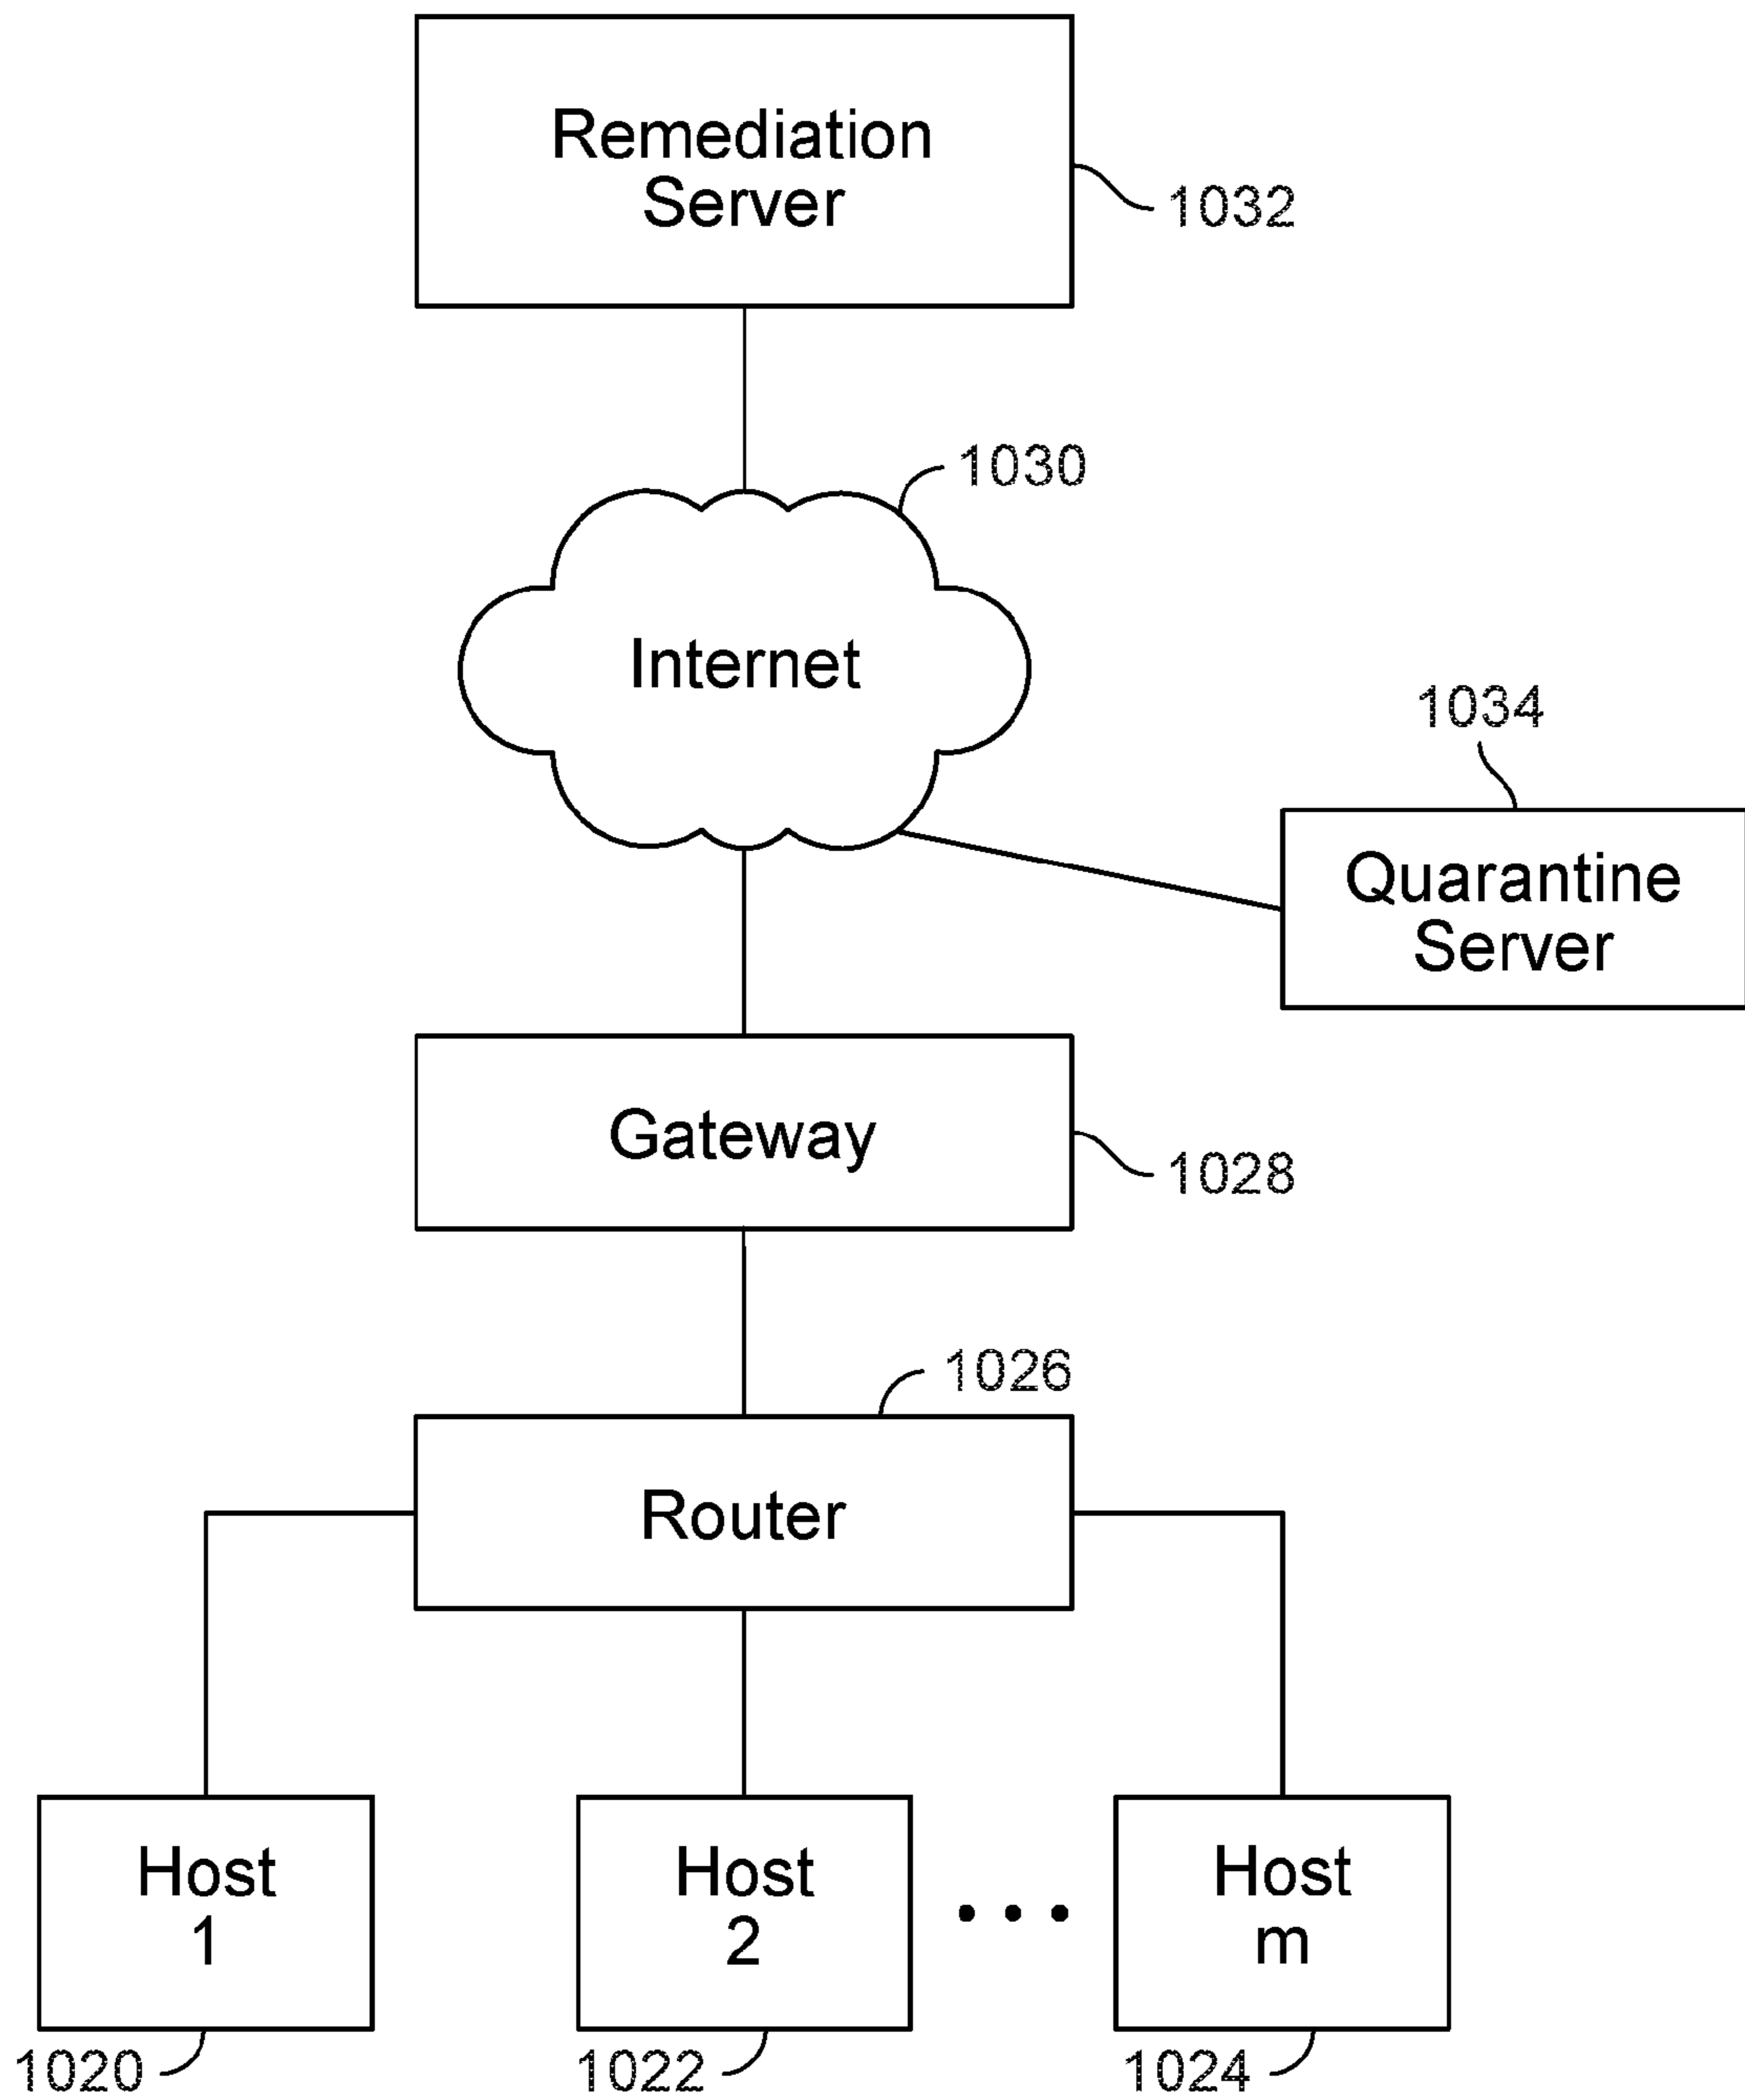 Remediation
Server
1032
1030
Internet
1034
Quarantine
Server
Gateway
1028
1026
Router
Host
1
Host
2
Host
m
1020
1022
1024